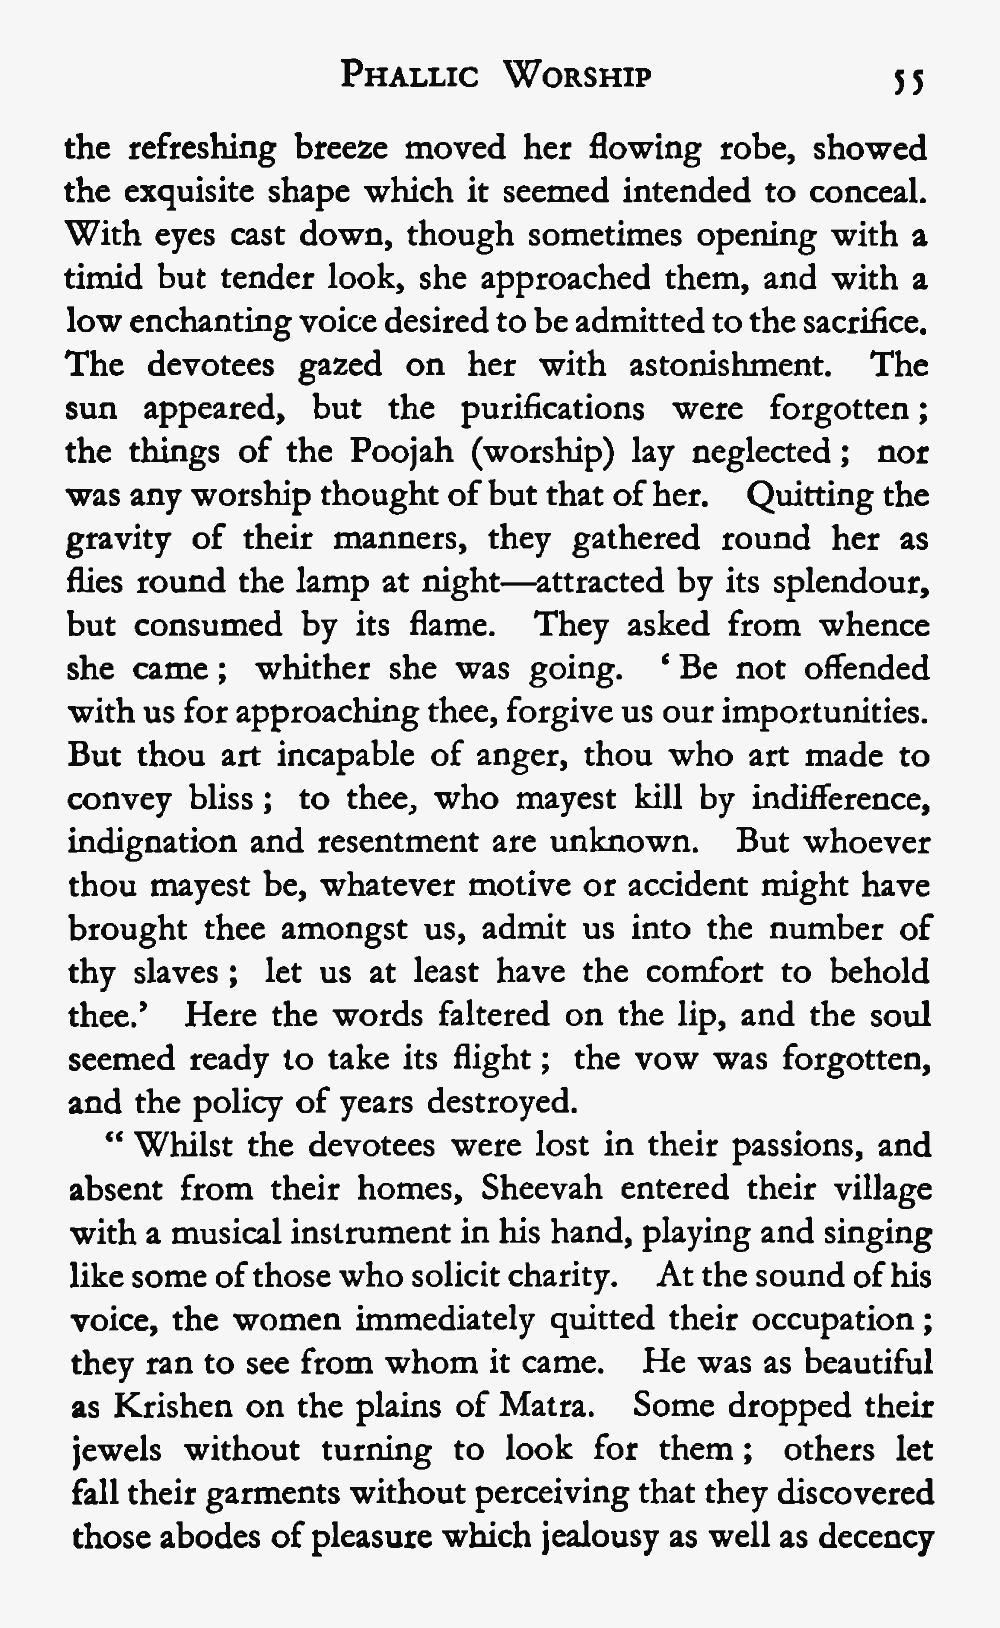 PHALLIC WORSHIP 55
the refreshing breeze moved her flowing robe, showed
the exquisite shape which it seemed intended to conceal.
With eyes cast down, though sometimes opening with a
timid but tender look, she approached them, and with a
low enchanting voice desired to be admitted to the sacrifice.
The devotees gazed on her with astonishment. The
sun appeared, but the purifications were forgotten ;
the things of the Poojah (worship) lay neglected ; nor
was any worship thought of but that of her. Quitting the
gravity of their manners, they gathered round her as
flies round the lamp at night—attracted by its splendour,
but consumed by its flame. They asked from whence
she came ; whither she was going. ‘ Be not offended
with us for approaching thee, forgive us our importunities.
But thou art incapable of anger, thou who art made to
convey bliss ; to thee, who mayest kill by indifference,
indignation and resentment are unknown. But whoever
thou mayest be, whatever motive or accident might have
brought thee amongst us, admit us into the number of
thy slaves ; let us at least have the comfort to behold
thee.’ Here the words faltered on the lip, and the soul
seemed ready to take its flight ; the vow was forgotten,
and the policy of years destroyed.
“ Whilst the devotees were lost in their passions, and
absent from their homes, Sheevah entered their village
with a musical instrument in his hand, playing and singing
like some of those who solicit charity. At the sound of his
voice, the women immediately quitted their occupation ;
they ran to see from whom it came. He was as beautiful
as Krishen on the plains of Matra. Some dropped their
jewels without turning to look for them ; others let
fall their garments without perceiving that they discovered
those abodes of pleasure which jealousy as well as decency